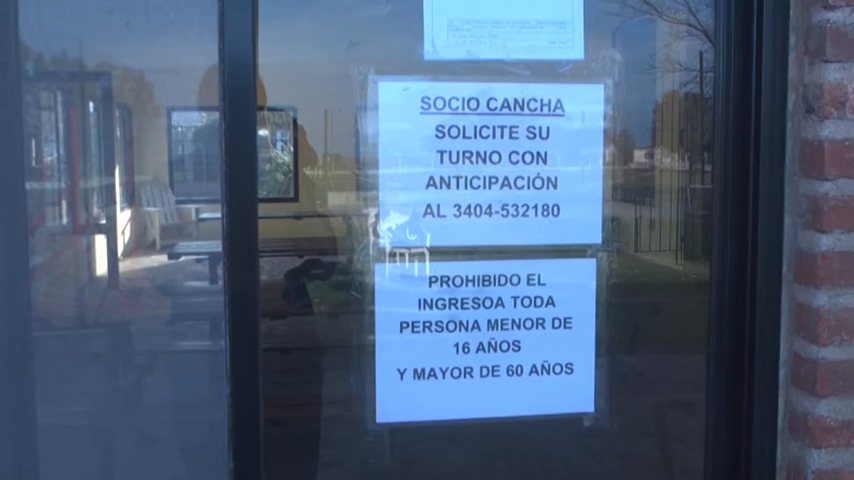 SOCIO CANCHA
SOLICITE SU
TURNO CON
ANTICIPACIÓN
AL 3404-532180
PROHIBIDO EL
INGRESOA TODA
PERSONA MENOR DE
16 AÑOS
Y MAYOR DE 60 AÑOS